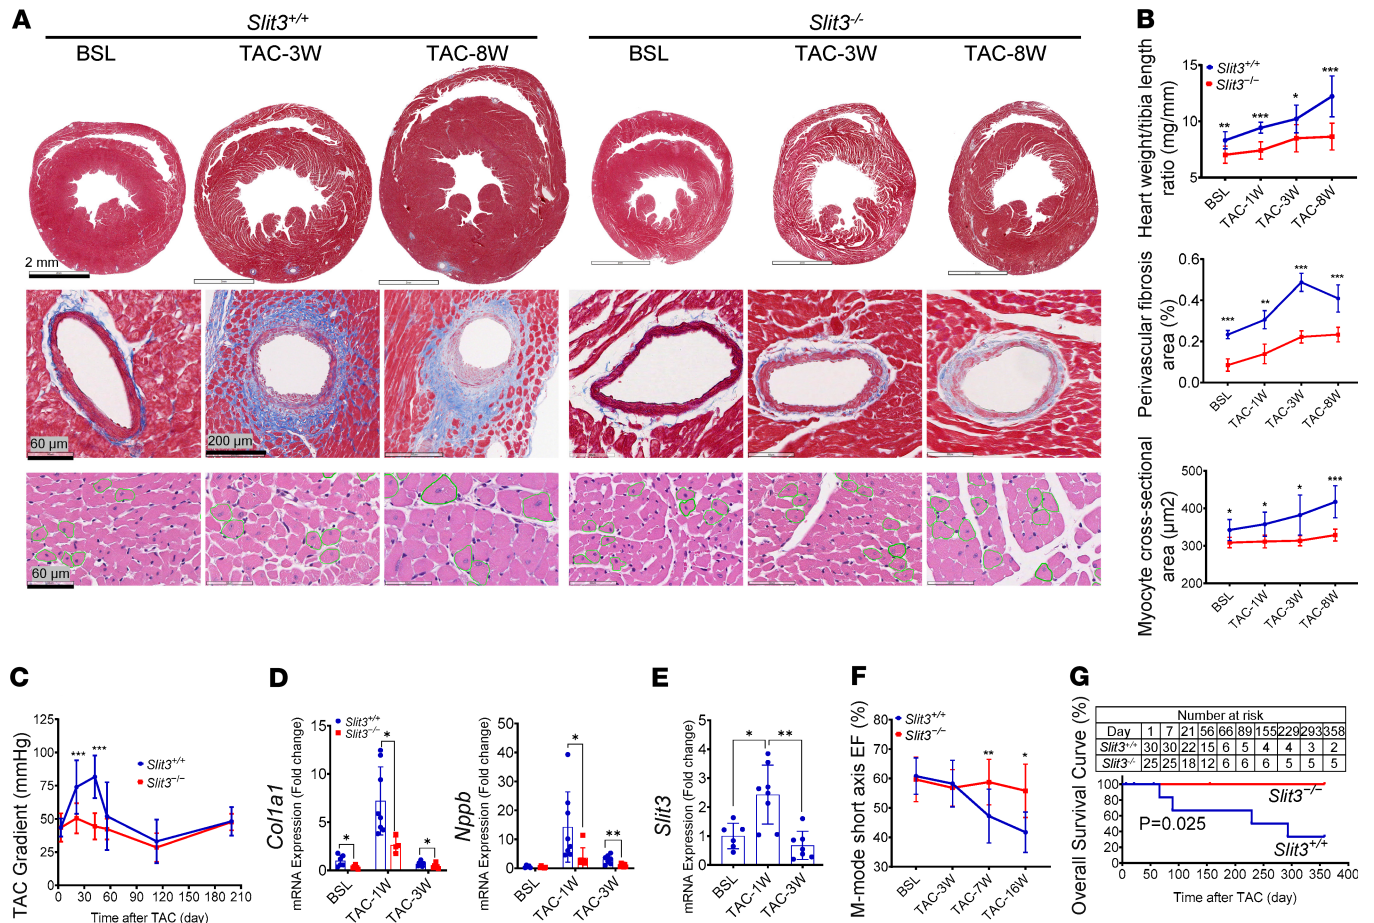 A
Slit3+/+
Slit3-/-
BSL
TAC-3W
TAC-8W
BSL
TAC-3W
TAC-8W
2 mm
60 µm
200 µm
60 µm
B
Heart weight/tibia length
ratio (mg/mm)
15
10
5
Slit3+/+
Slit3−/−
**
***
*
***
BSL
TAC-1W
TAC-3W
TAC-8W
Perivascular fibrosis
area (%)
0.6
0.4
0.2
0.0
***
**
***
***
BSL
TAC-1W
TAC-3W
TAC-8W
Myocyte cross-sectional
area (µm2)
500
400
300
200
*
*
*
***
BSL
TAC-1W
TAC-3W
TAC-8W
C
TAC Gradient (mmHg)
125
100
75
50
25
0
*** ***
Slit3+/+
Slit3−/−
0 30 60 90 120 150 180 210
Time after TAC (day)
D
Col1a1
mRNA Expression (Fold change)
15
10
5
0
Slit3+/+
Slit3−/−
*
*
*
BSL
TAC-1W
TAC-3W
Nppb
mRNA Expression (Fold change)
50
40
30
20
10
0
*
**
BSL
TAC-1W
TAC-3W
E
Slit3
mRNA Expression (Fold change)
5
4
3
2
1
0
* **
BSL
TAC-1W
TAC-3W
F
M-mode short axis EF (%)
80
70
60
50
40
30
Slit3+/+
Slit3−/−
**
*
BSL
TAC-3W
TAC-7W
TAC-16W
G
Overall Survival Curve (%)
Number at risk
Day 1 7 21 56 66 89 155 229 293 358
Slit3+/+ 30 30 22 15 6 5 4 4 3 2
Slit3-/- 25 25 18 12 6 6 6 5 5 5
100
80
60
40
20
0
Slit3−/−
P=0.025
Slit3+/+
0 50 100 150 200 250 300 350 400
Time after TAC (day)